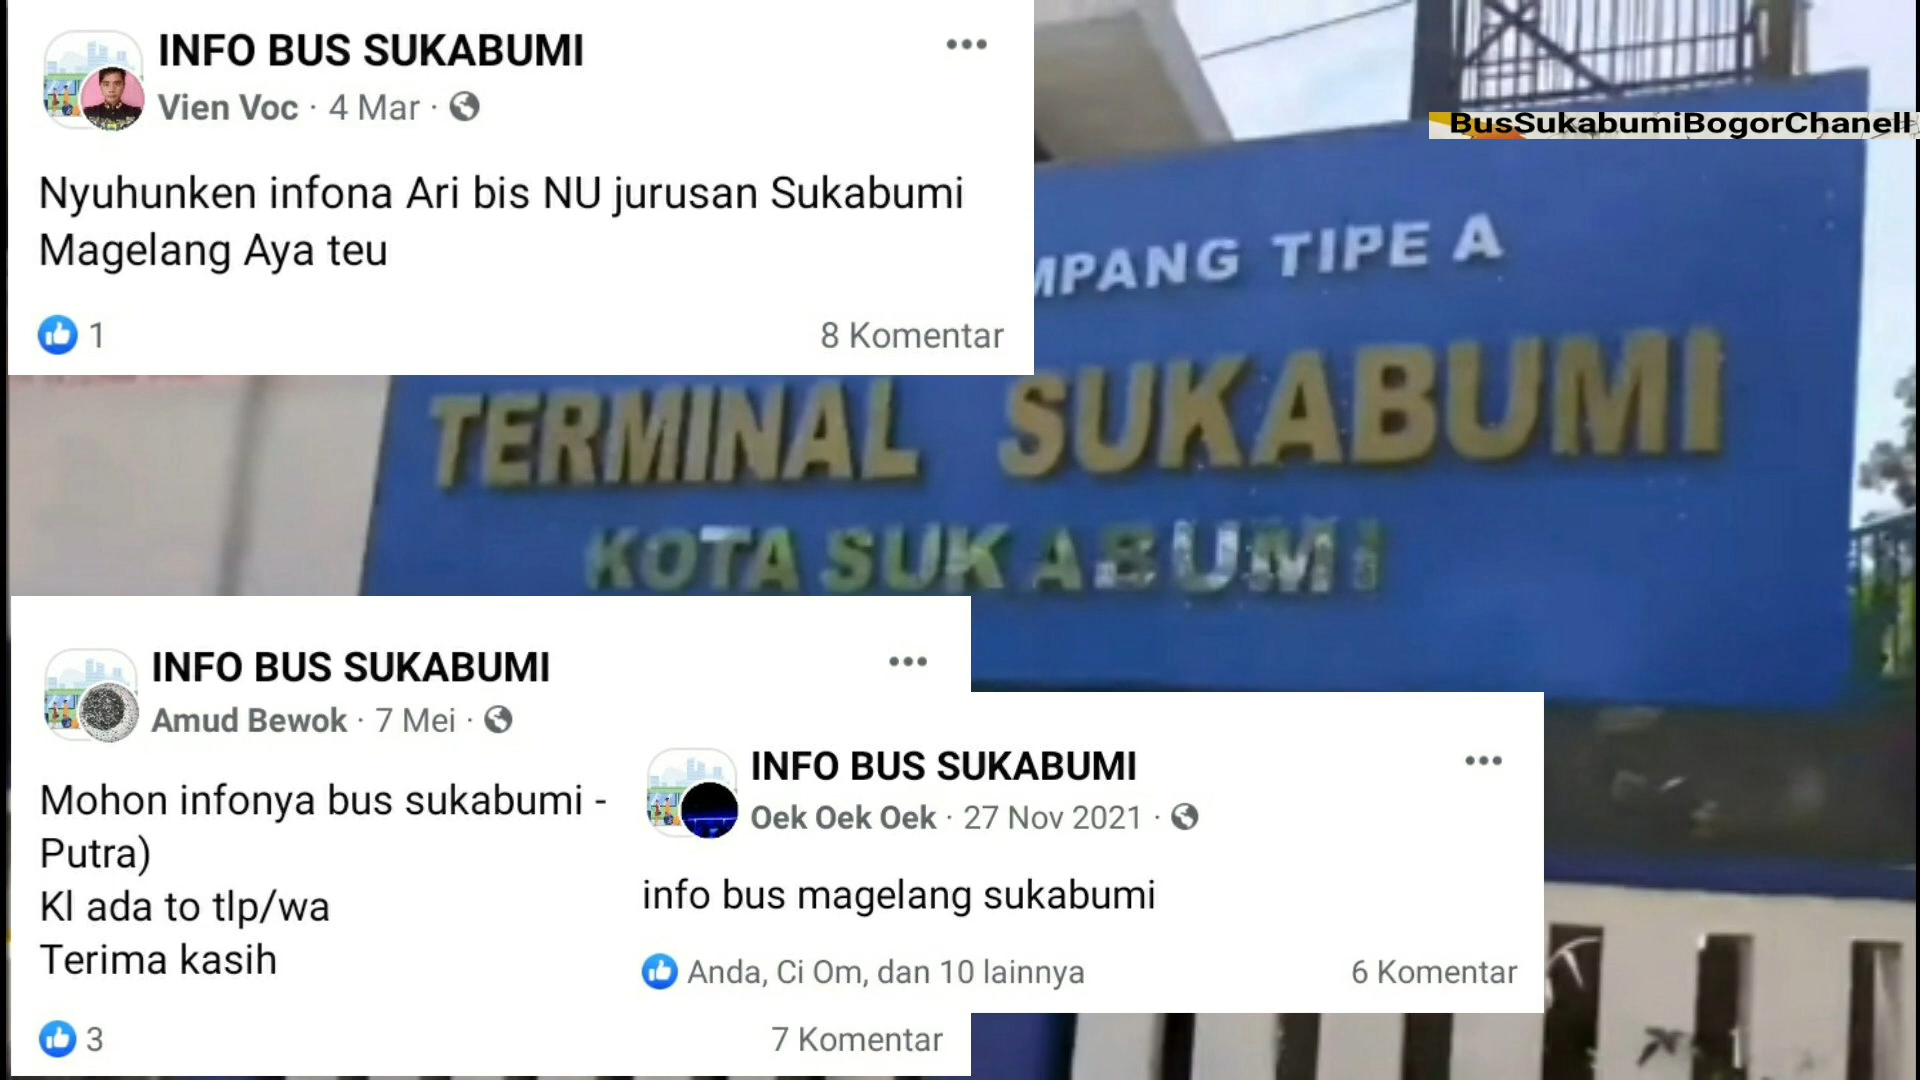 INFO BUS SUKABUMI
Vien Voc · 4 Mar ·
Nyuhunken infona Ari bis NU jurusan Sukabumi
Magelang Aya teu
1
8 Komentar
BusSukabumiBogorChanell
TIPE A
TERMINAL SUKABUMI
KOTA SUKABUMI
INFO BUS SUKABUMI
Amud Bewok · 7 Mei ·
Mohon infonya bus sukabumi -
Putra)
Kl ada to tlp/wa
Terima kasih
3
7 Komentar
INFO BUS SUKABUMI
Oek Oek Oek · 27 Nov 2021 ·
info bus magelang sukabumi
Anda, Ci Om, dan 10 lainnya
6 Komentar